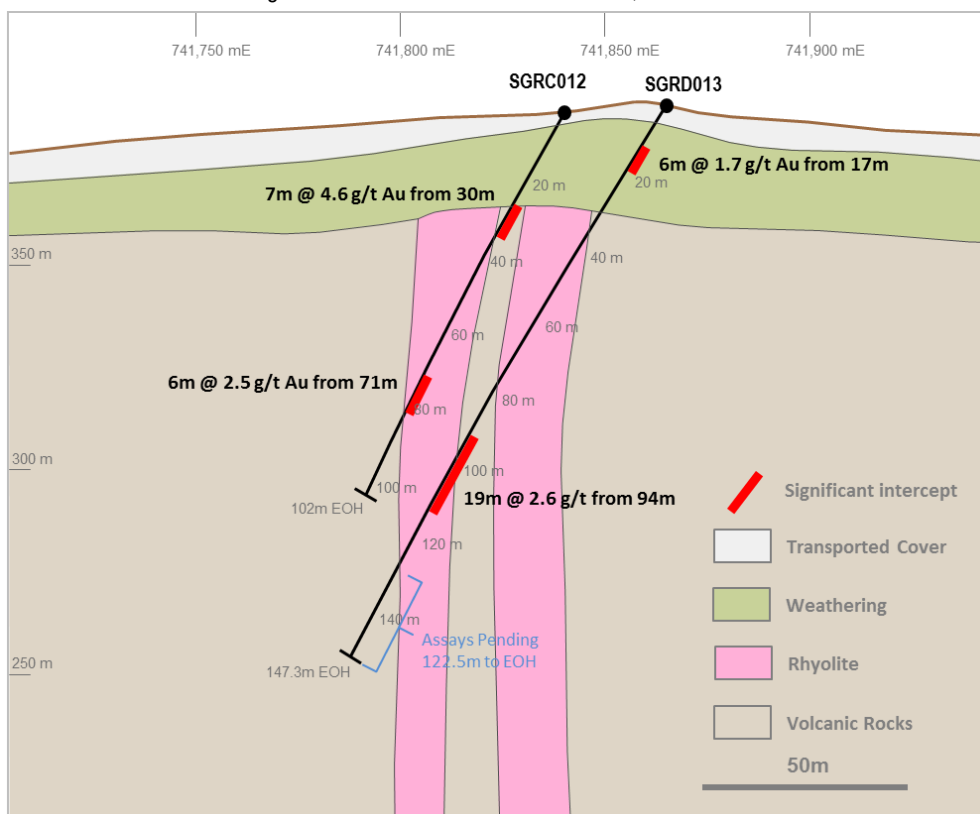 741,750 mE
741,800 mE
741,850 mE
741,900 mE
SGRC012
SGRD013
6m @ 1.7 g/t Au from 17m
20 m
20 m
7m @ 4.6 g/t Au from 30m
350 m
40 m
40 m
60 m
60 m
6m @ 2.5 g/t Au from 71m
80 m
80 m
300 m
100 m
100 m
19m @ 2.6 g/t from 94m
102m EOH
120 m
140 m
Assays Pending
122.5m to EOH
147.3m EOH
250 m
Significant intercept
Transported Cover
Weathering
Rhyolite
Volcanic Rocks
50m